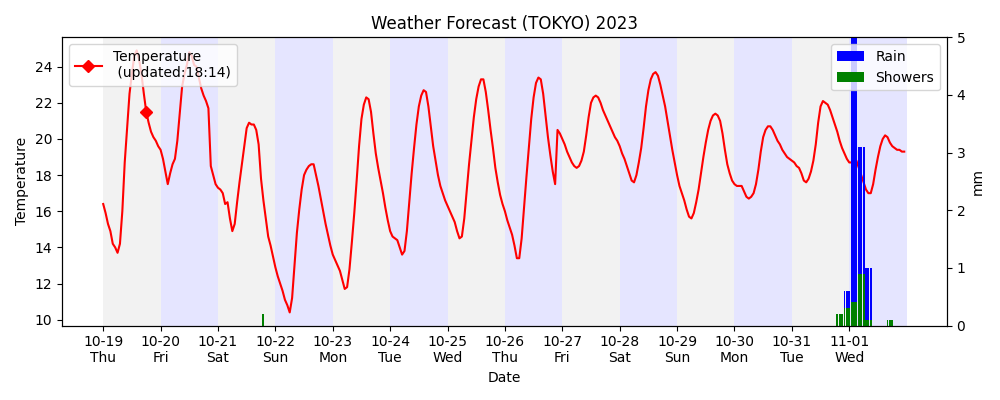 Weather Forecast (TOKYO) 2023
Temperature
(updated:18:14)
Rain
Showers
Temperature
24
22
20
18
16
14
12
10
5
4
3
2
1
0
mm
10-19 10-20 10-21 10-22 10-23 10-24 10-25 10-26 10-27 10-28 10-29 10-30 10-31 11-01
Thu Fri Sat Sun Mon Tue Wed Thu Fri Sat Sun Mon Tue Wed
Date